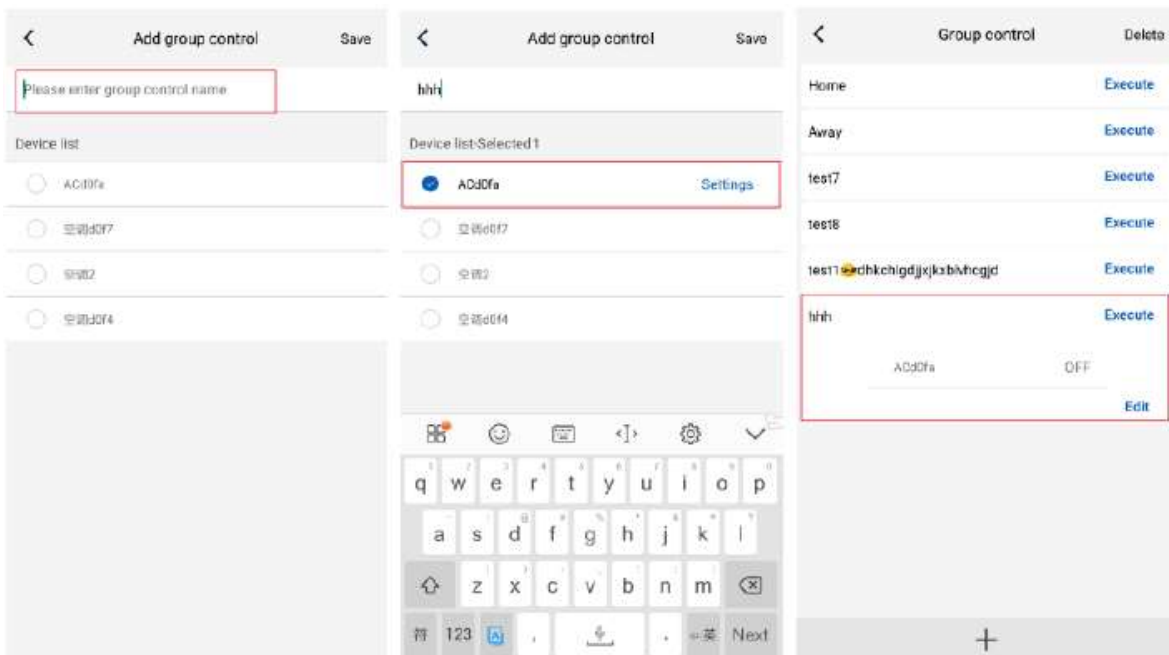 Add group control
Save
Please enter group control name
Device list
ACd0fa
空调d0f7
空调2
空调d0f4
Add group control
Save
hhh
Device list-Selected 1
ACd0fa
Settings
空调d0f7
空调2
空调d0f4
q w e r t y u i o p
a s d f g h j k l
z x c v b n m
符 123 , . 英 Next
Group control
Delete
Home
Execute
Away
Execute
test7
Execute
test8
Execute
Execute
hhh
Execute
ACd0fa
OFF
Edit